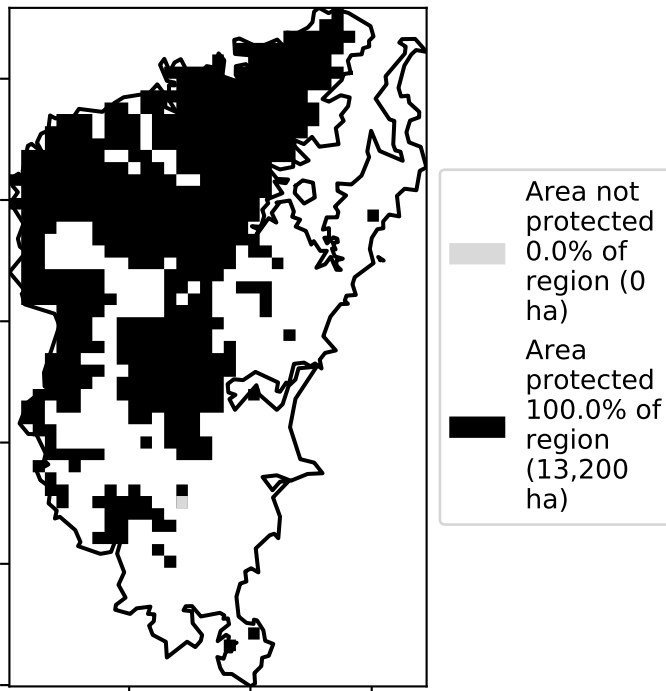 Area not
protected
0.0% of
region (0
ha)
Area
protected
100.0% of
region
(13,200
ha)